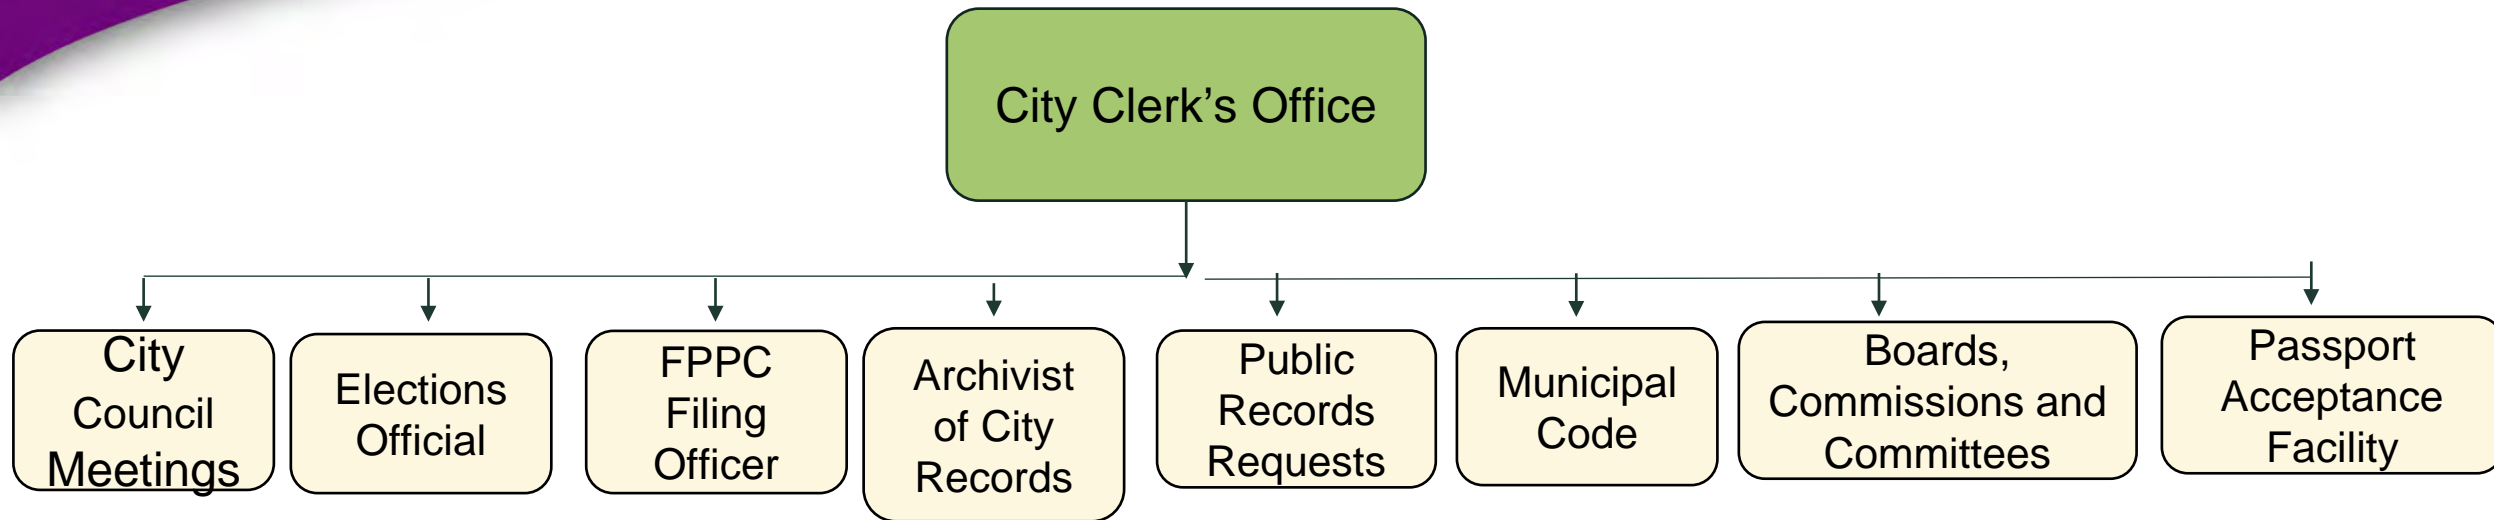 City Clerk’s Office
City
Council
Meetings
Elections
Official
FPPC
Filing
Officer
Archivist
of City
Records
Public
Records
Requests
Municipal
Code
Boards,
Commissions and
Committees
Passport
Acceptance
Facility